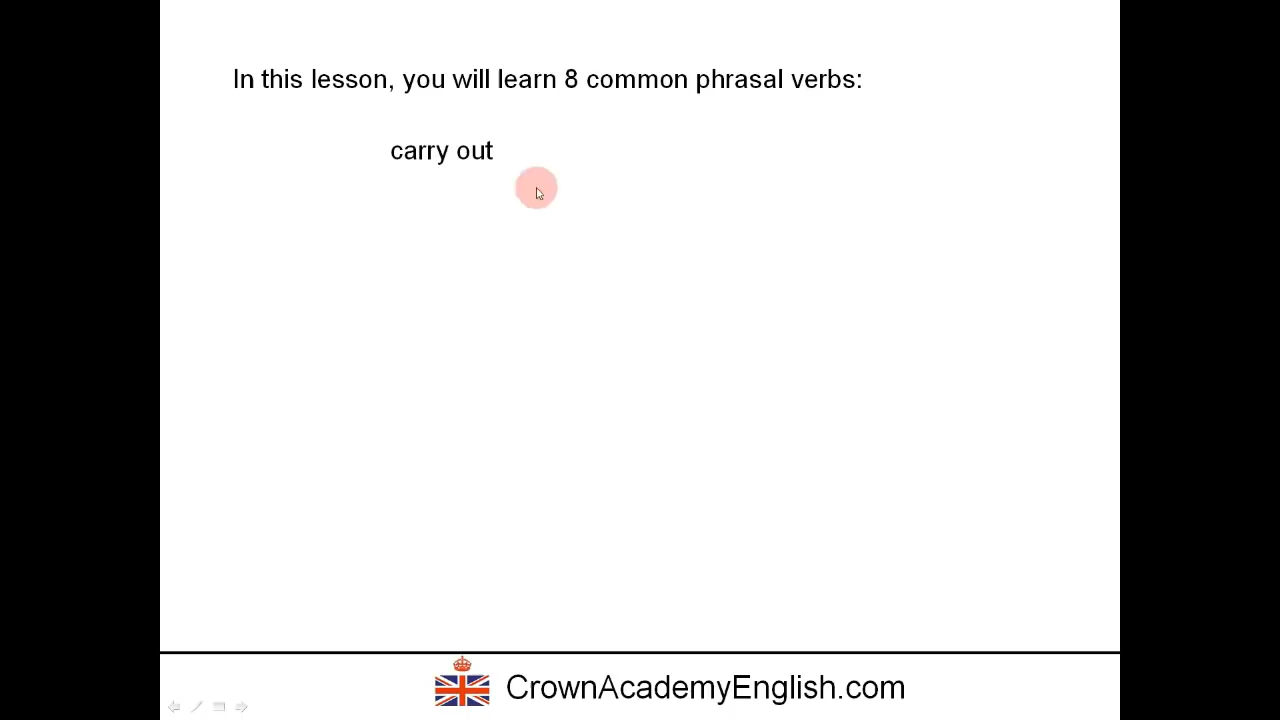 In this lesson, you will learn 8 common phrasal verbs:
carry out
CrownAcademyEnglish.com